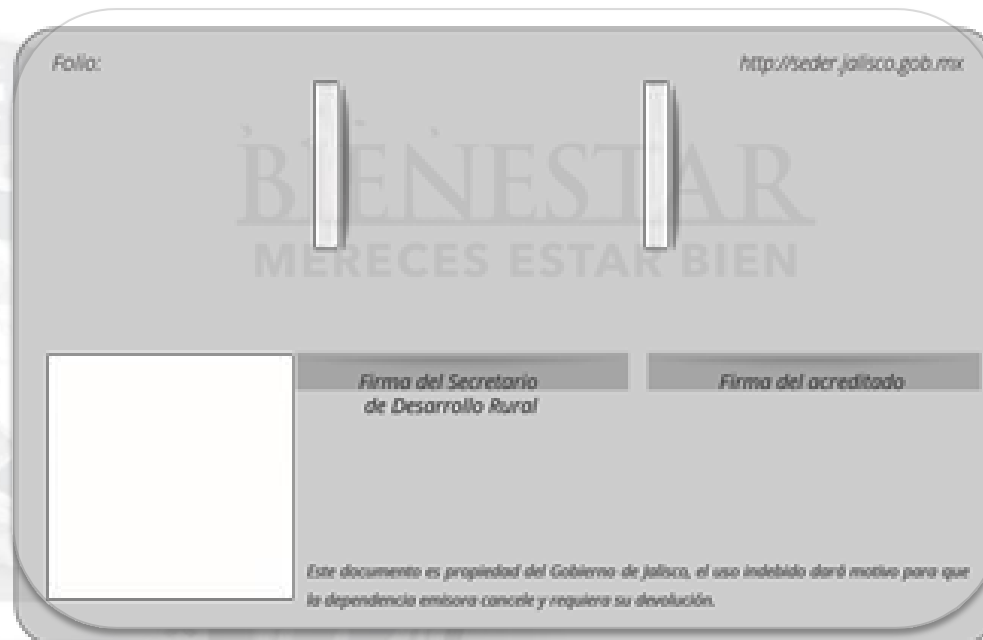 Folio:
http://seder.jalisco.gob.mx
BIENESTAR
MERECES ESTAR BIEN
Firma del Secretario
de Desarrollo Rural
Firma del acreditado
Este documento es propiedad del Gobierno de Jalisco, el uso indebido dará motivo para que
la dependencia emisora cancele y requiera su devolución.